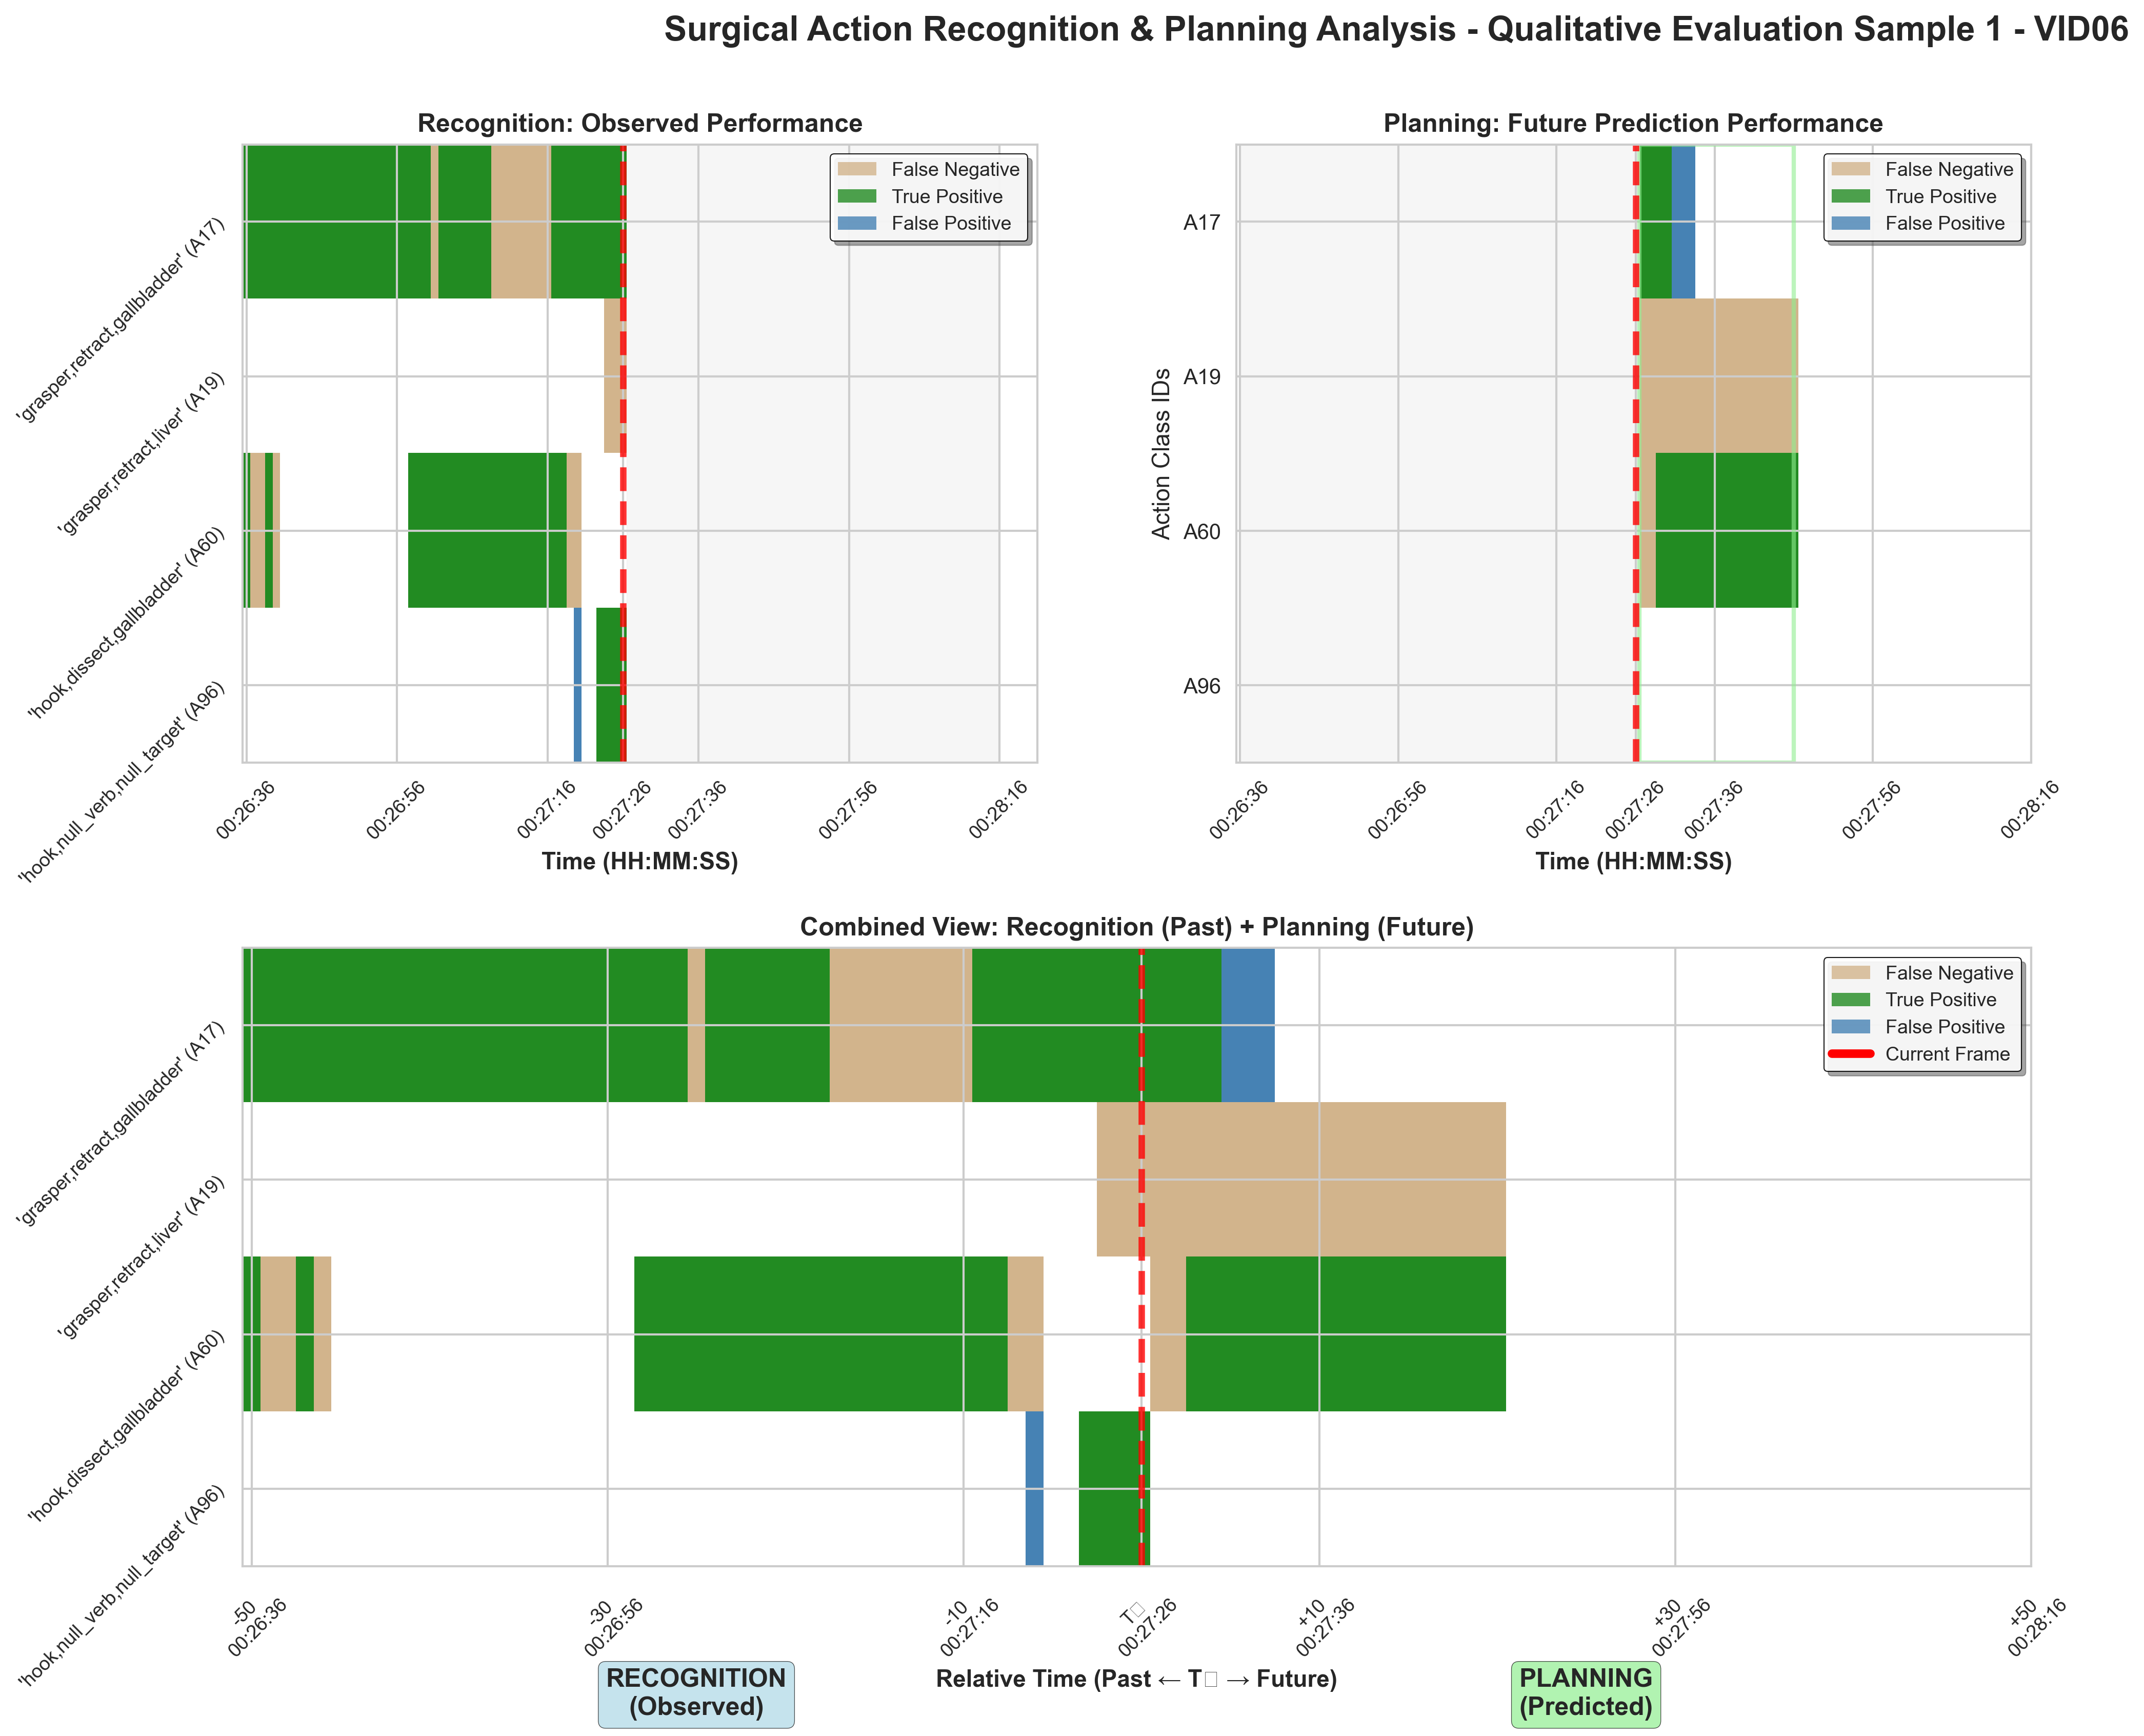 Surgical Action Recognition & Planning Analysis - Qualitative Evaluation Sample 1 - VID06
Recognition: Observed Performance
False Negative
True Positive
False Positive
'grasper,retract,gallbladder' (A17)
'grasper,retract,liver' (A19)
'hook,dissect,gallbladder' (A60)
'hook,null_verb,null_target' (A96)
00:26:36
00:26:56
00:27:16
00:27:26
00:27:36
00:27:56
00:28:16
Time (HH:MM:SS)
Planning: Future Prediction Performance
False Negative
True Positive
False Positive
Action Class IDs
A17
A19
A60
A96
00:26:36
00:26:56
00:27:16
00:27:26
00:27:36
00:27:56
00:28:16
Time (HH:MM:SS)
Combined View: Recognition (Past) + Planning (Future)
False Negative
True Positive
False Positive
Current Frame
'grasper,retract,gallbladder' (A17)
'grasper,retract,liver' (A19)
'hook,dissect,gallbladder' (A60)
'hook,null_verb,null_target' (A96)
-50
00:26:36
-30
00:26:56
-10
00:27:16
T□
00:27:26
+10
00:27:36
+30
00:27:56
+50
00:28:16
Relative Time (Past ← T□ → Future)
RECOGNITION
(Observed)
PLANNING
(Predicted)